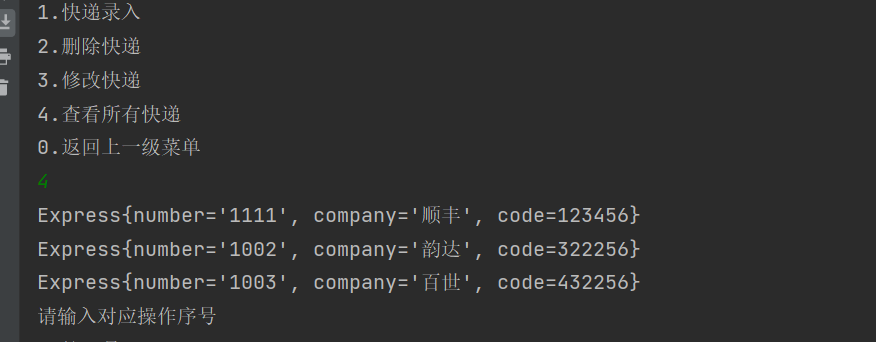 1.快递录入
2.删除快递
3.修改快递
4.查看所有快递
0.返回上一级菜单
4
Express{number='1111', company='顺丰', code=123456}
Express{number='1002', company='韵达', code=322256}
Express{number='1003', company='百世', code=432256}
请输入对应操作序号